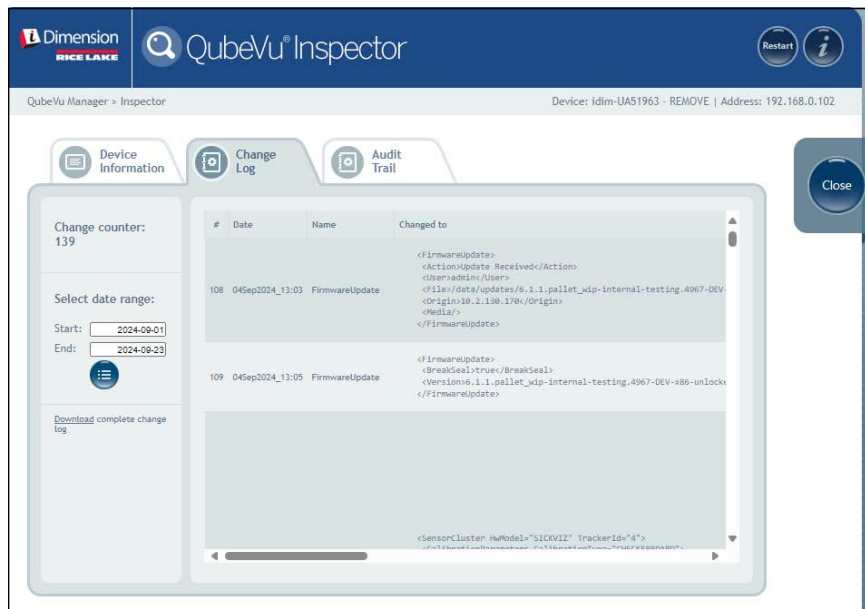 iDimension
RICE LAKE
QubeVu® Inspector
Restart
i
QubeVu Manager > Inspector
Device: idim-UA51963 - REMOVE | Address: 192.168.0.102
Device
Information
Change
Log
Audit
Trail
Close
Change counter:
139
Select date range:
Start: 2024-09-01
End: 2024-09-23
Download complete change
log
# Date Name Changed to
<FirmwareUpdate>
<Action>Update Received</Action>
<User>admin</User>
108 04Sep2024_13:03 FirmwareUpdate <File>/data/updates/6.1.1.pallet_wip-internal-testing.4967-DEV-
<Origin>10.2.130.170</Origin>
<Media/>
</FirmwareUpdate>
<FirmwareUpdate>
<BreakSeal>true</BreakSeal>
109 04Sep2024_13:05 FirmwareUpdate <Version>6.1.1.pallet_wip-internal-testing.4967-DEV-x86-unlocke
</FirmwareUpdate>
<SensorCluster HwModel="SICKVIZ" TrackerId="4">
<CalibrationParameters CalibrationType="CHECKERBOARD">